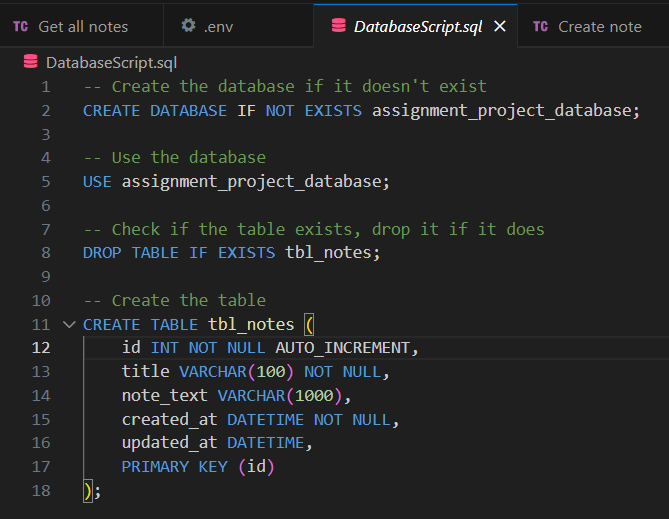 TC Get all notes
.env
DatabaseScript.sql
TC Create note
DatabaseScript.sql
1 -- Create the database if it doesn't exist
2 CREATE DATABASE IF NOT EXISTS assignment_project_database;
3
4 -- Use the database
5 USE assignment_project_database;
6
7 -- Check if the table exists, drop it if it does
8 DROP TABLE IF EXISTS tbl_notes;
9
10 -- Create the table
11 CREATE TABLE tbl_notes (
12     id INT NOT NULL AUTO_INCREMENT,
13     title VARCHAR(100) NOT NULL,
14     note_text VARCHAR(1000),
15     created_at DATETIME NOT NULL,
16     updated_at DATETIME,
17     PRIMARY KEY (id)
18 );